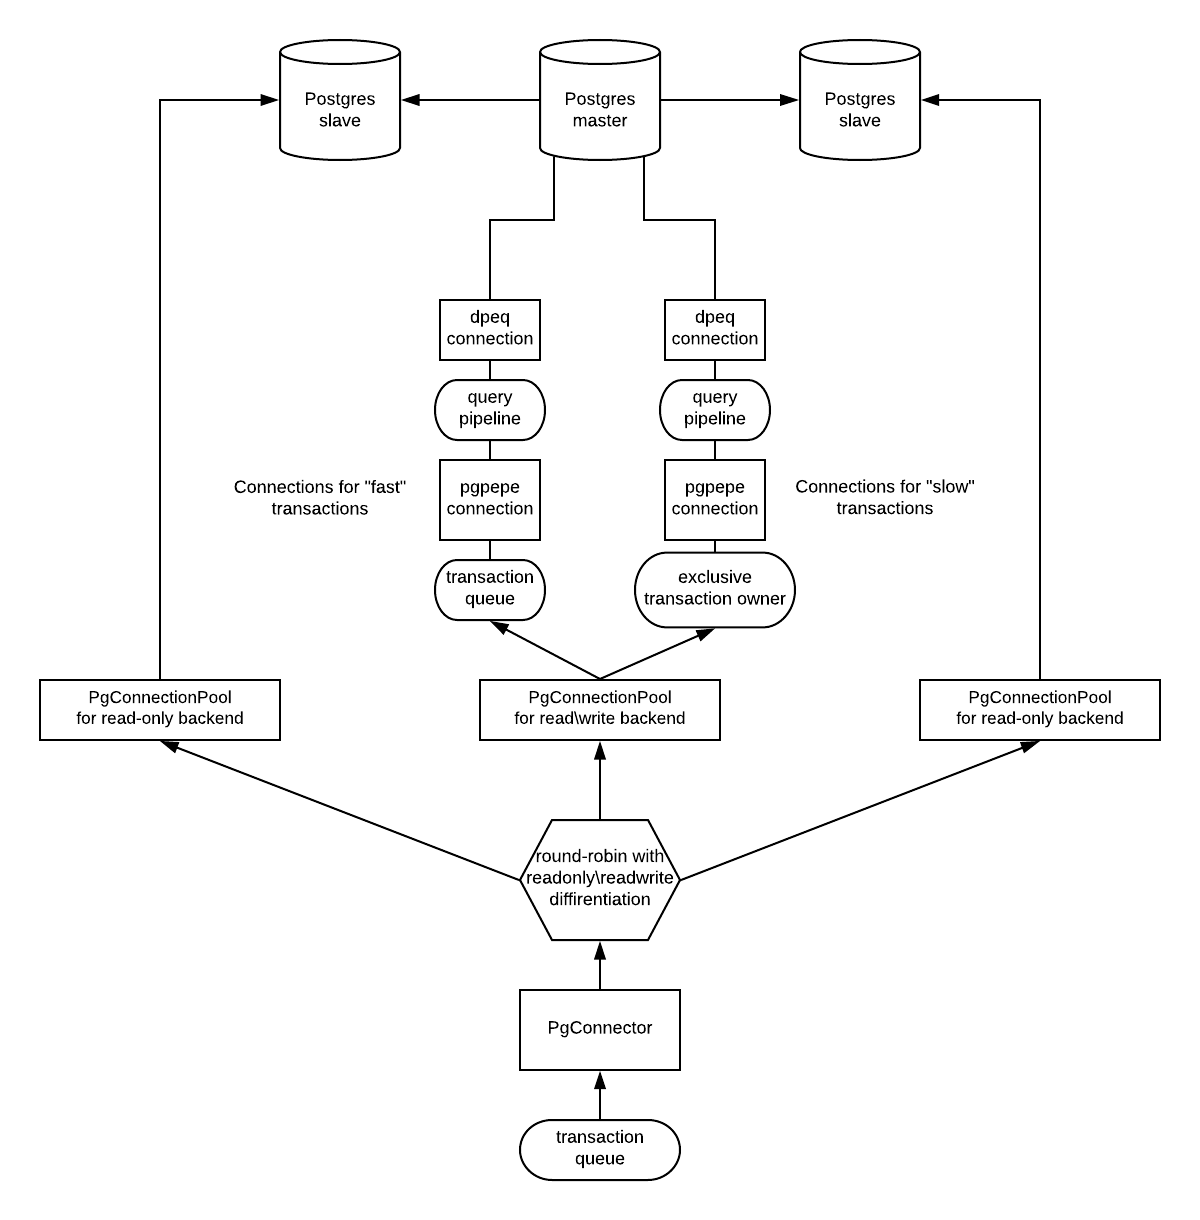 Postgres
slave
Postgres
master
Postgres
slave
dpeq
connection
dpeq
connection
query
pipeline
query
pipeline
Connections for "fast"
transactions
pgpepe
connection
pgpepe
connection
Connections for "slow"
transactions
transaction
queue
exclusive
transaction owner
PgConnectionPool
for read-only backend
PgConnectionPool
for read\write backend
PgConnectionPool
for read-only backend
round-robin with
readonly\readwrite
diffirentiation
PgConnector
transaction
queue